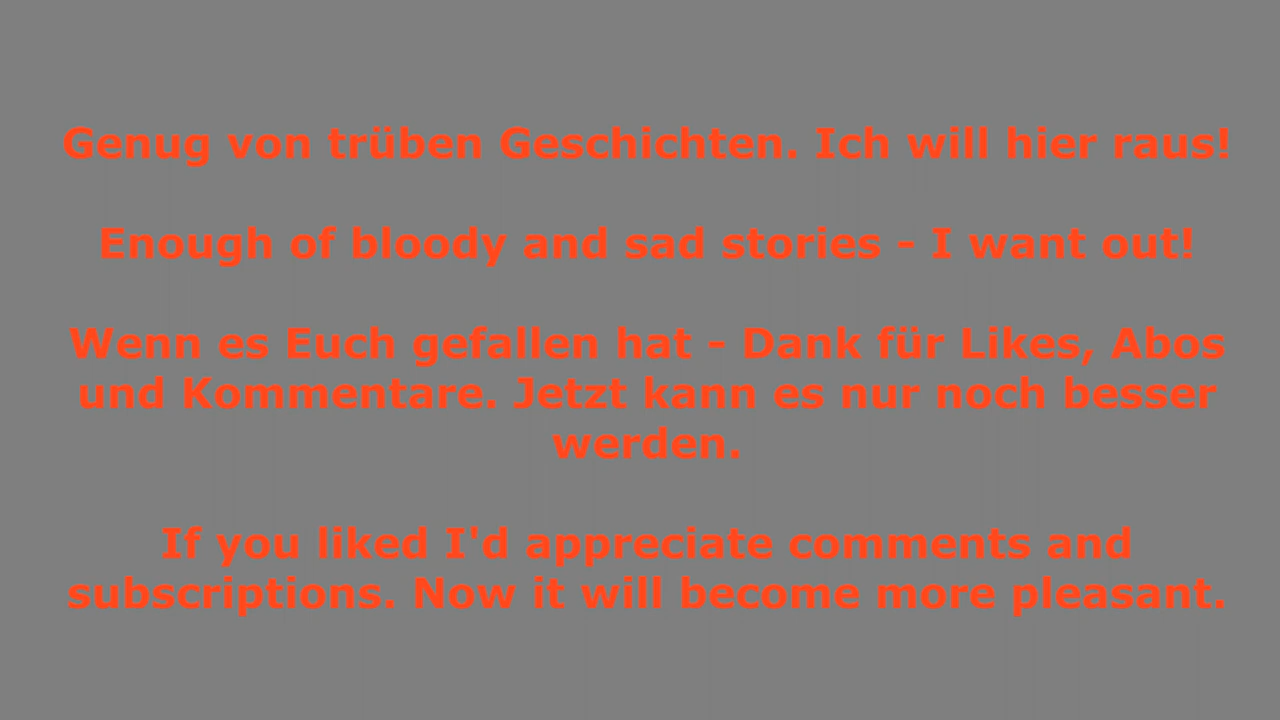 Genug von trüben Geschichten. Ich will hier raus!
Enough of bloody and sad stories - I want out!
Wenn es Euch gefallen hat - Dank für Likes, Abos
und Kommentare. Jetzt kann es nur noch besser
werden.
If you liked I'd appreciate comments and
subscriptions. Now it will become more pleasant.